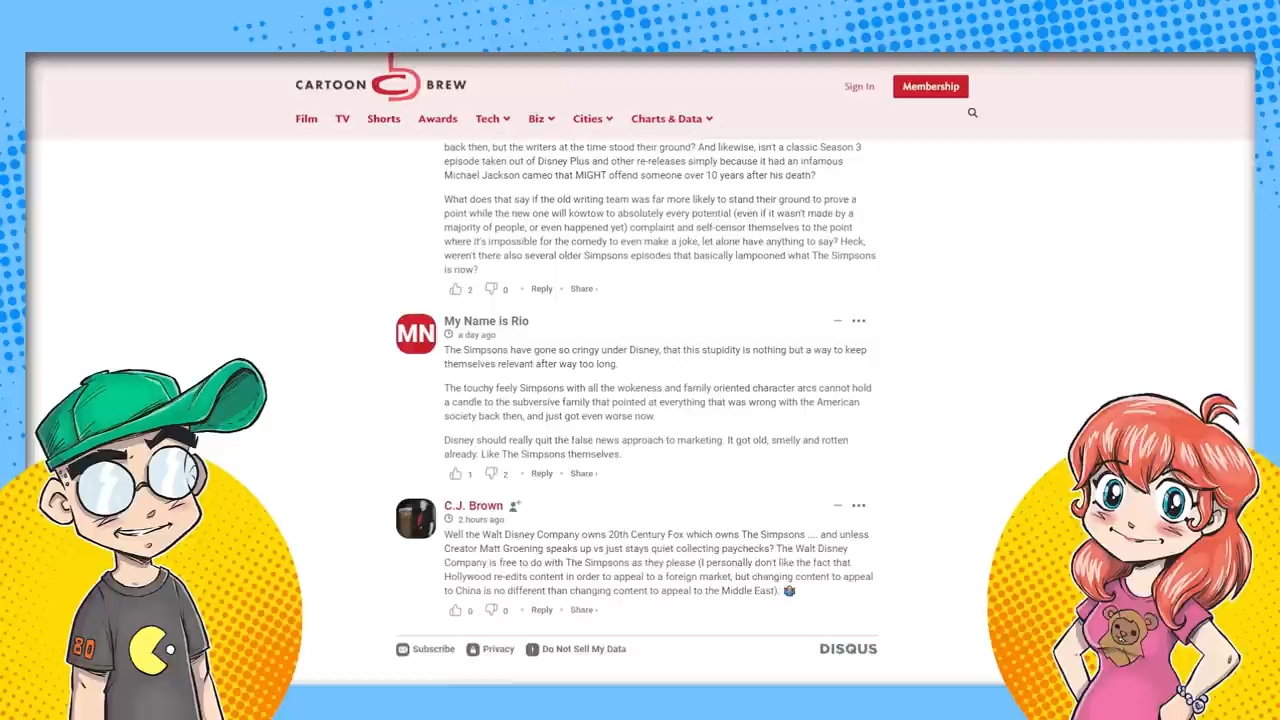 CARTOON BREW
Sign In
Membership
Film TV Shorts Awards Tech Biz Cities Charts & Data
back then, but the writers at the time stood their ground? And likewise, isn't a classic Season 3
episode taken out of Disney Plus and other re-releases simply because it had an infamous
Michael Jackson cameo that MIGHT offend someone over 10 years after his death?
What does that say if the old writing team was far more likely to stand their ground to prove a
point while the new one will kowtow to absolutely every potential (even if it wasn't made by a
majority of people, or even happened yet) complaint and self-censor themselves to the point
where it's impossible for the comedy to even make a joke, let alone have anything to say? Heck,
weren't there also several older Simpsons episodes that basically lampooned what The Simpsons
is now?
2 0 • Reply • Share ›
MN
My Name is Rio
a day ago
The Simpsons have gone so cringy under Disney, that this stupidity is nothing but a way to keep
themselves relevant after way too long.
The touchy feely Simpsons with all the wokeness and family oriented character arcs cannot hold
a candle to the subversive family that pointed at everything that was wrong with the American
society back then, and just got even worse now.
Disney should really quit the false news approach to marketing. It got old, smelly and rotten
already. Like The Simpsons themselves.
1 2 • Reply • Share ›
C.J. Brown
2 hours ago
Well the Walt Disney Company owns 20th Century Fox which owns The Simpsons .... and unless
Creator Matt Groening speaks up vs just stays quiet collecting paychecks? The Walt Disney
Company is free to do with The Simpsons as they please (I personally don't like the fact that
Hollywood re-edits content in order to appeal to a foreign market, but changing content to appeal
to China is no different than changing content to appeal to the Middle East).
0 0 • Reply • Share ›
Subscribe Privacy Do Not Sell My Data DISQUS
80